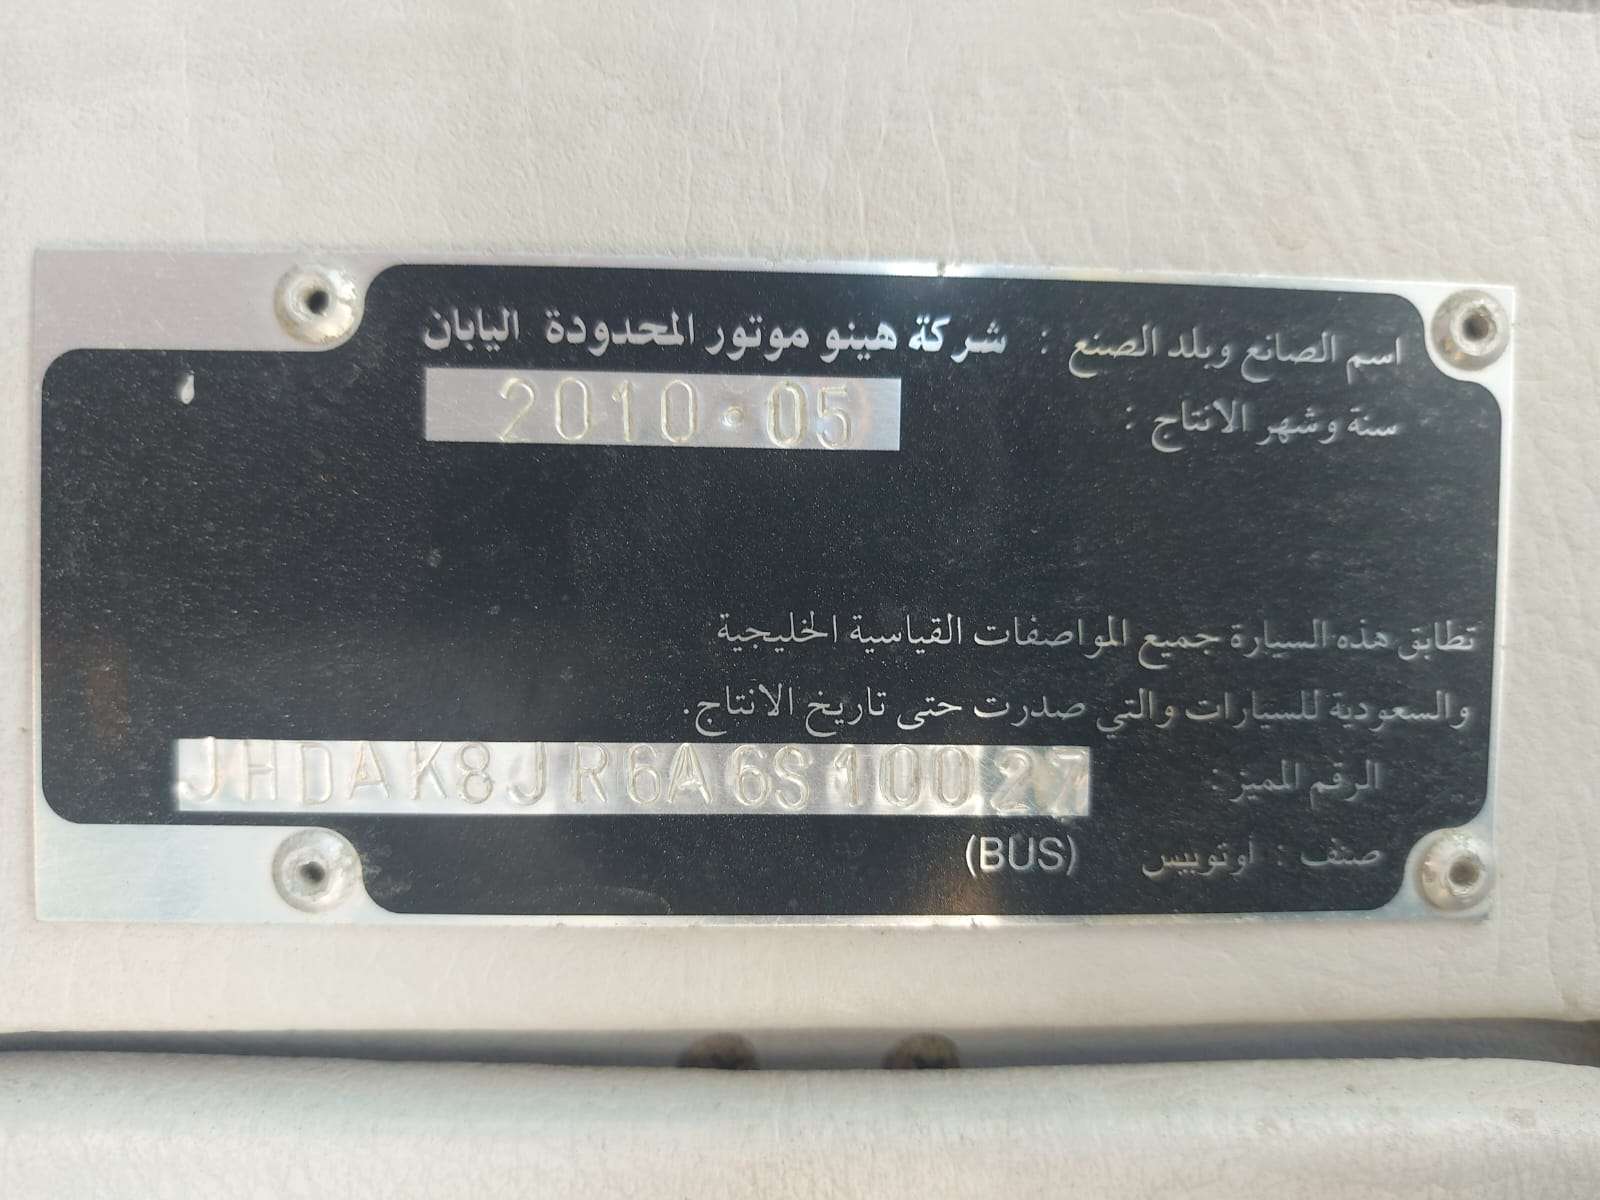 اسم الصانع وبلد الصنع : شركة هينو موتور المحدودة اليابان
سنة وشهر الانتاج : 2010·05
تطابق هذه السيارة جميع المواصفات القياسية الخليجية
والسعودية للسيارات والتي صدرت حتى تاريخ الانتاج.
الرقم المميز : JHDAK8JR6A6S10027
صنف : اوتوبيس (BUS)